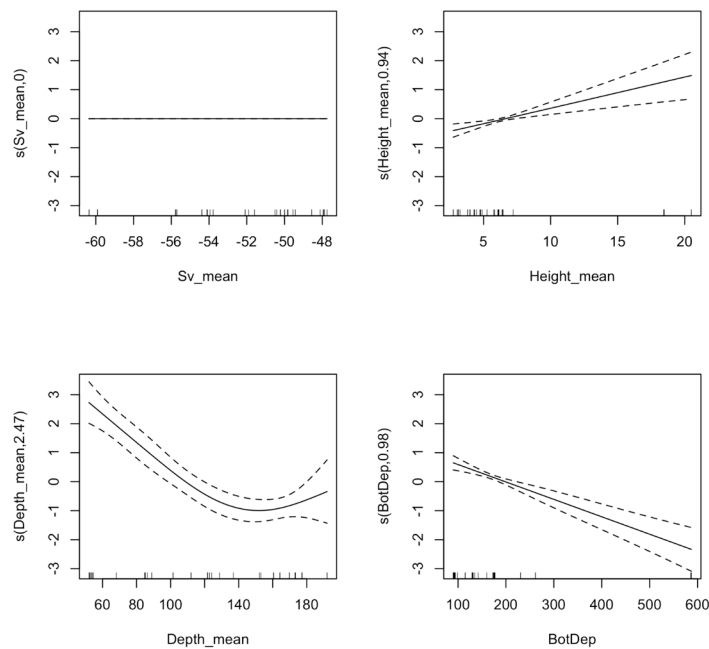 s(Sv_mean,0)
3
2
1
0
-1
-2
-3
-60 -58 -56 -54 -52 -50 -48
Sv_mean
s(Height_mean,0.94)
3
2
1
0
-1
-2
-3
5 10 15 20
Height_mean
s(Depth_mean,2.47)
3
2
1
0
-1
-2
-3
60 100 140 180
Depth_mean
s(BotDep,0.98)
3
2
1
0
-1
-2
-3
100 200 300 400 500 600
BotDep